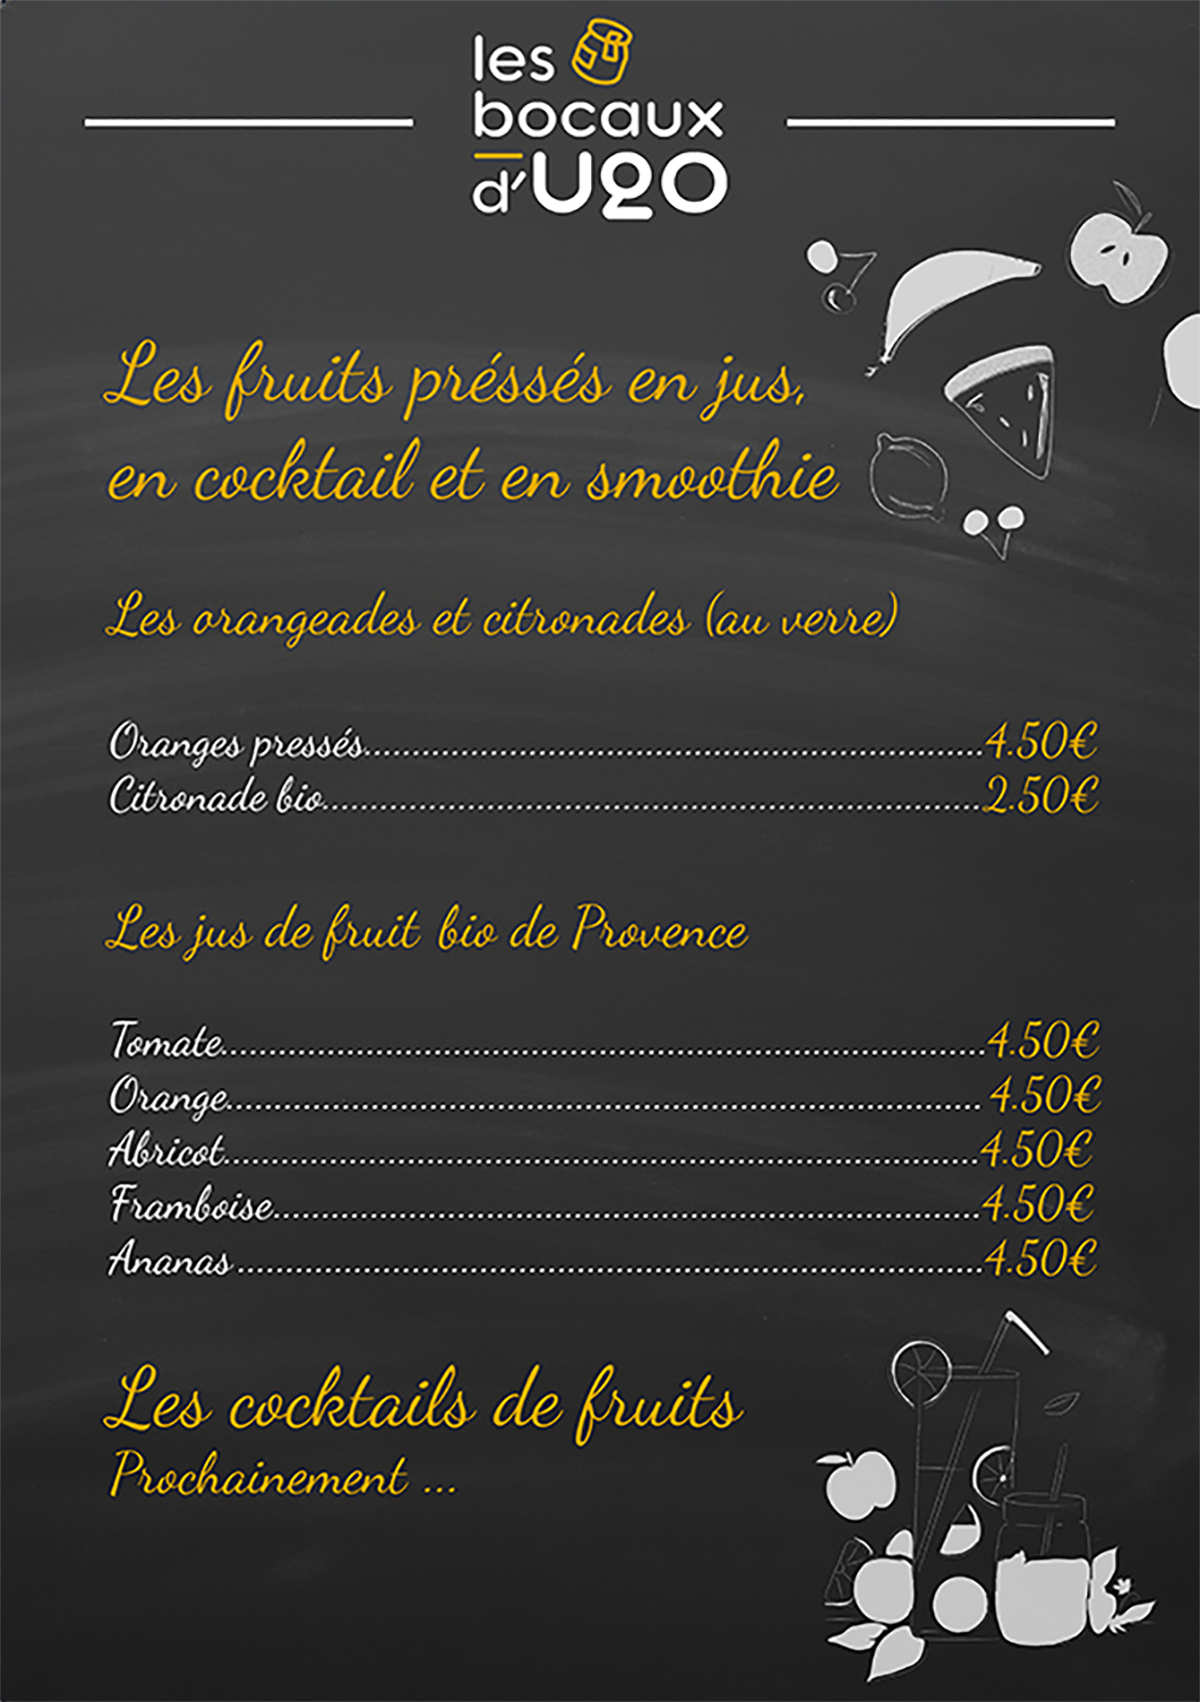 les
bocaux
d'Ugo
Les fruits préssés en jus,
en cocktail et en smoothie
Les orangeades et citronades (au verre)
Oranges pressés....................4.50€
Citronade bio....................2.50€
Les jus de fruit bio de Provence
Tomate....................4.50€
Orange.................... 4.50€
Abricot....................4.50€
Framboise....................4.50€
Ananas....................4.50€
Les cocktails de fruits
Prochainement ...